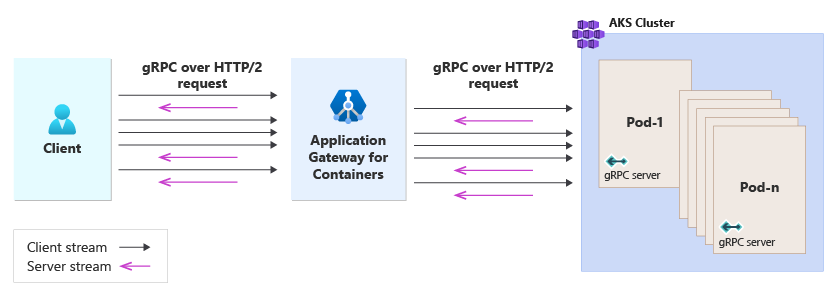 AKS Cluster
gRPC over HTTP/2
request
gRPC over HTTP/2
request
Client
Application
Gateway for
Containers
Pod-1
gRPC server
Pod-n
gRPC server
Client stream
Server stream